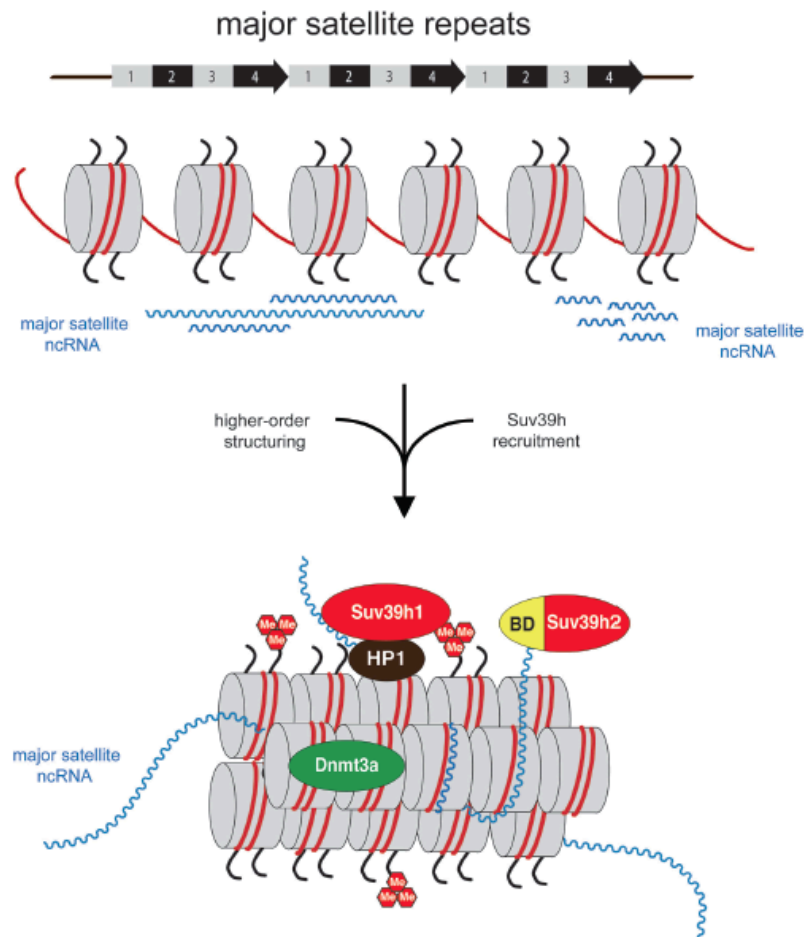 major satellite repeats
1 2 3 4 1 2 3 4 1 2 3 4
major satellite
ncRNA
major satellite
ncRNA
higher-order
structuring
Suv39h
recruitment
Suv39h1
Me Me
Me
Me Me
Me
BD Suv39h2
HP1
major satellite
ncRNA
Dnmt3a
Me
Me Me